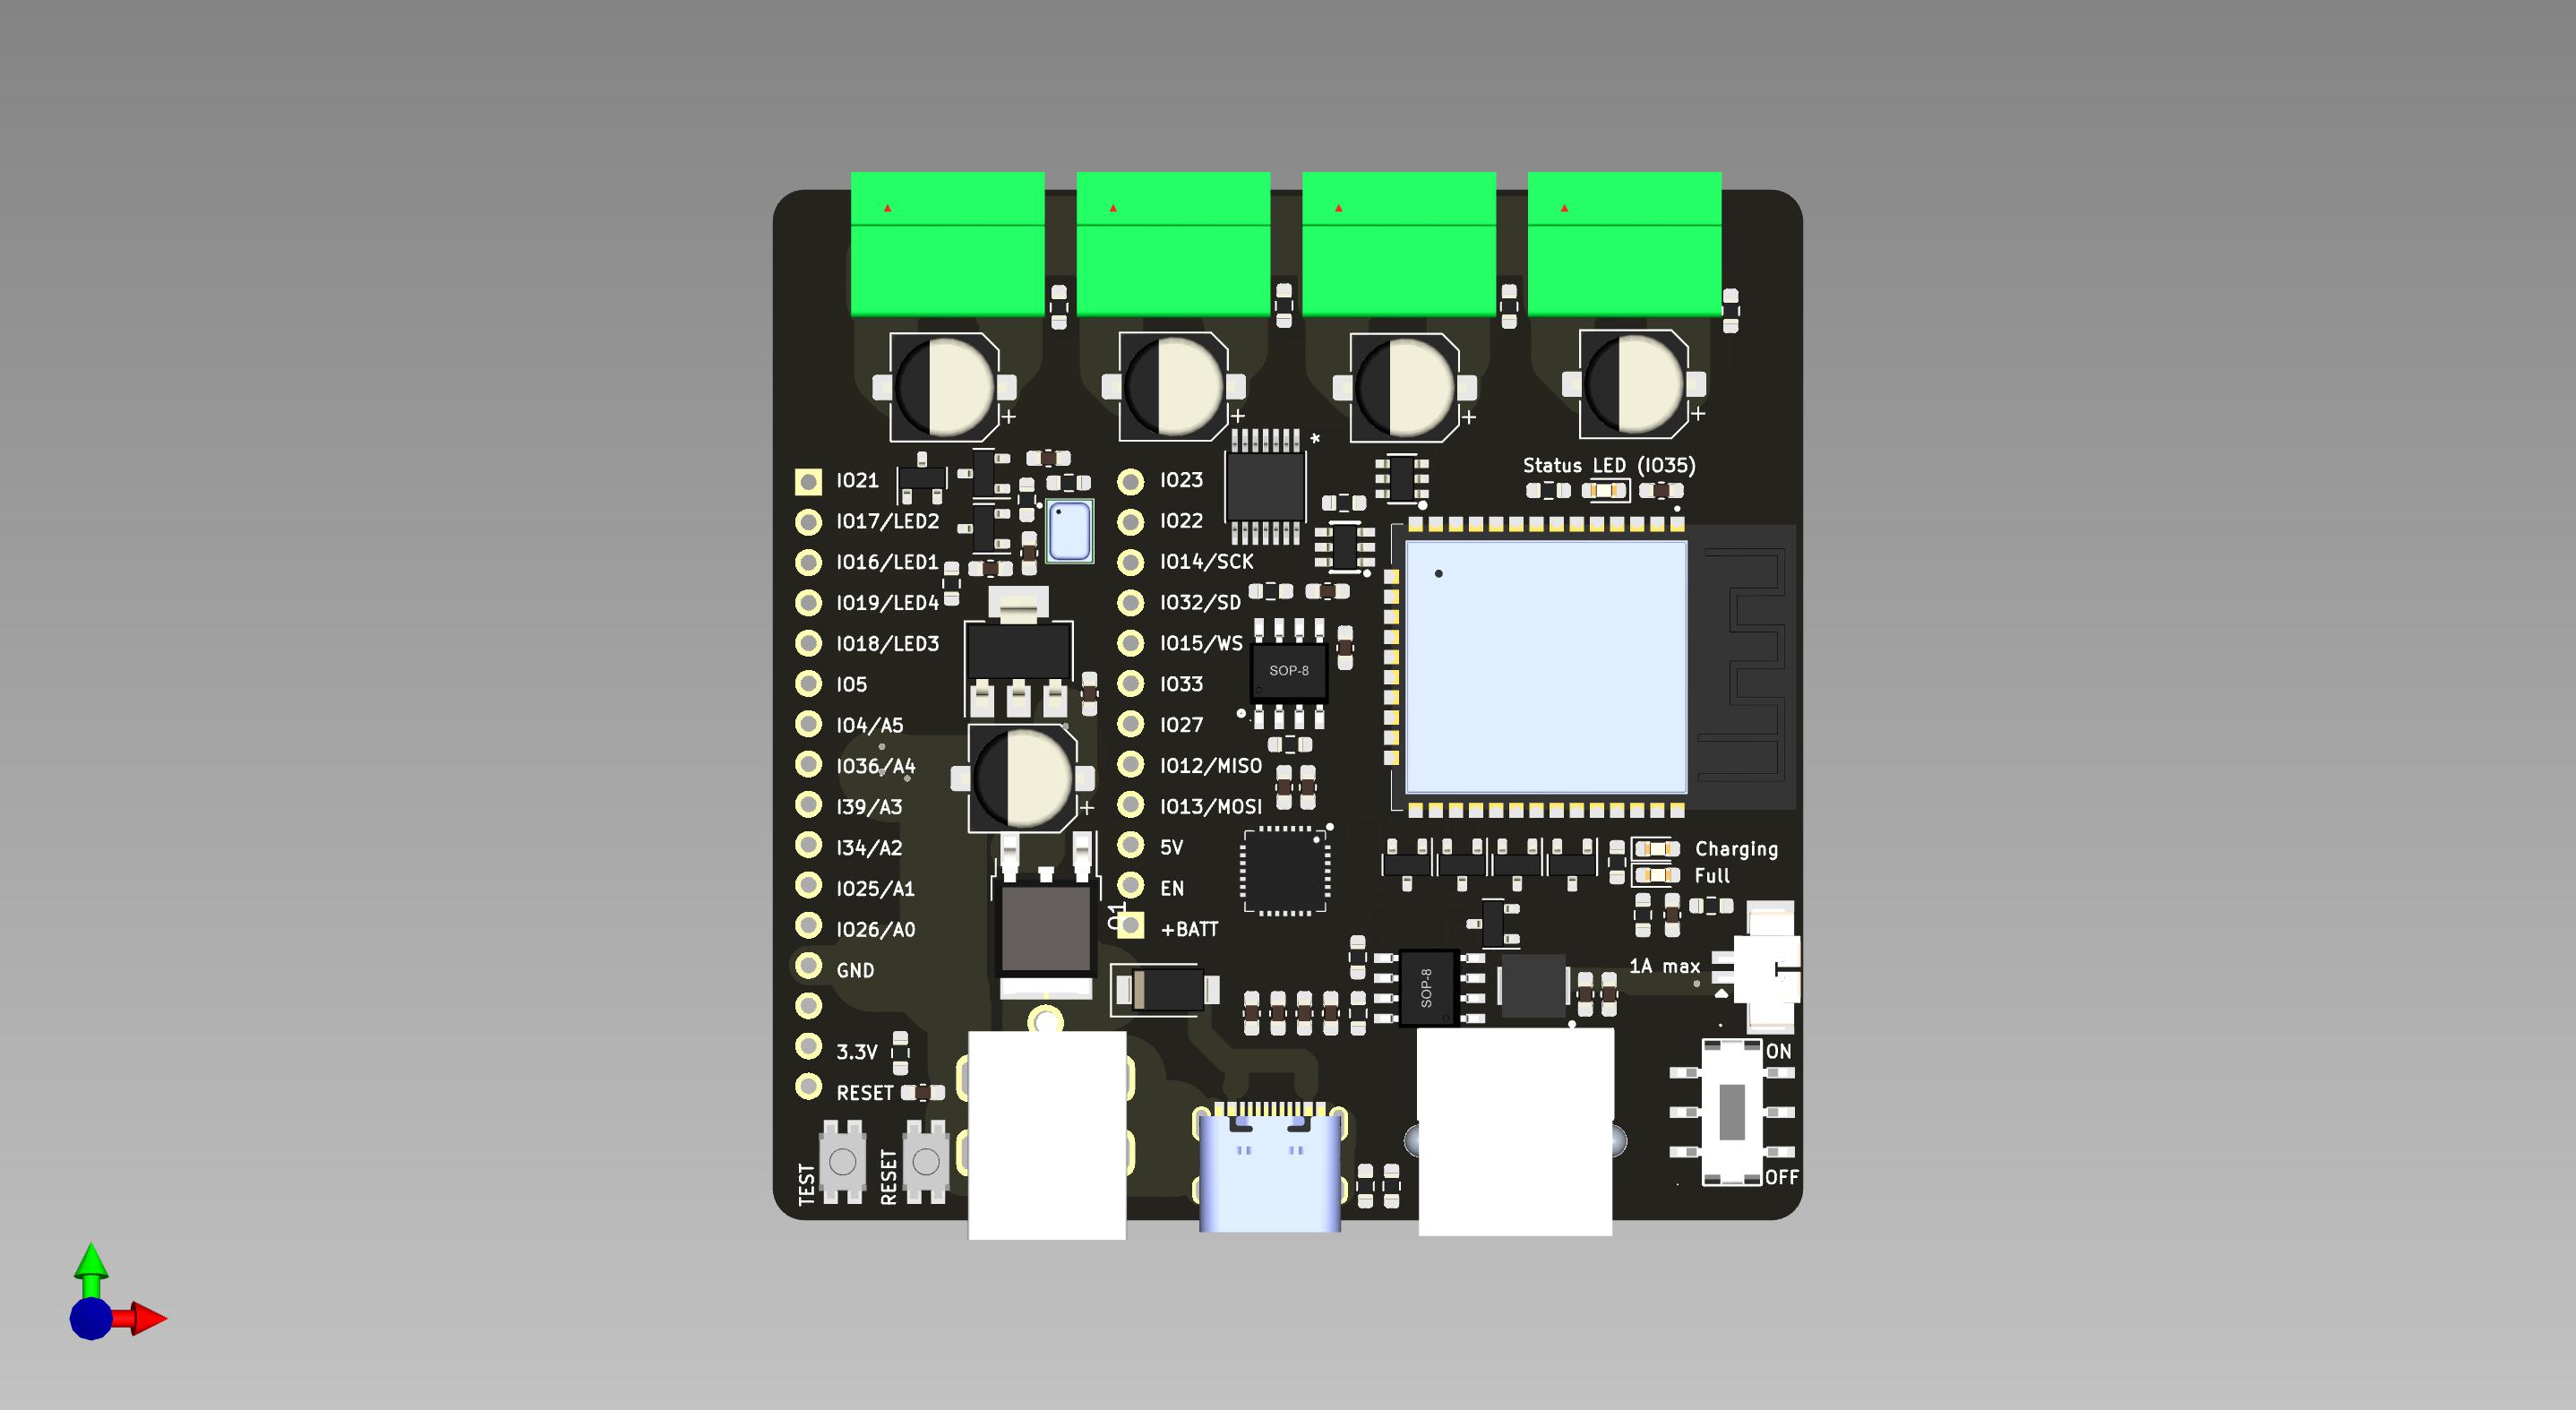 Status LED (IO35)
IO21
IO17/LED2
IO16/LED1
IO19/LED4
IO18/LED3
IO5
IO4/A5
IO36/A4
I39/A3
I34/A2
IO25/A1
IO26/A0
GND
3.3V
RESET
IO23
IO22
IO14/SCK
IO32/SD
IO15/WS
IO33
IO27
IO12/MISO
IO13/MOSI
5V
EN
+BATT
SOP-8
SOP-8
Charging
Full
1A max
ON
OFF
TEST
RESET